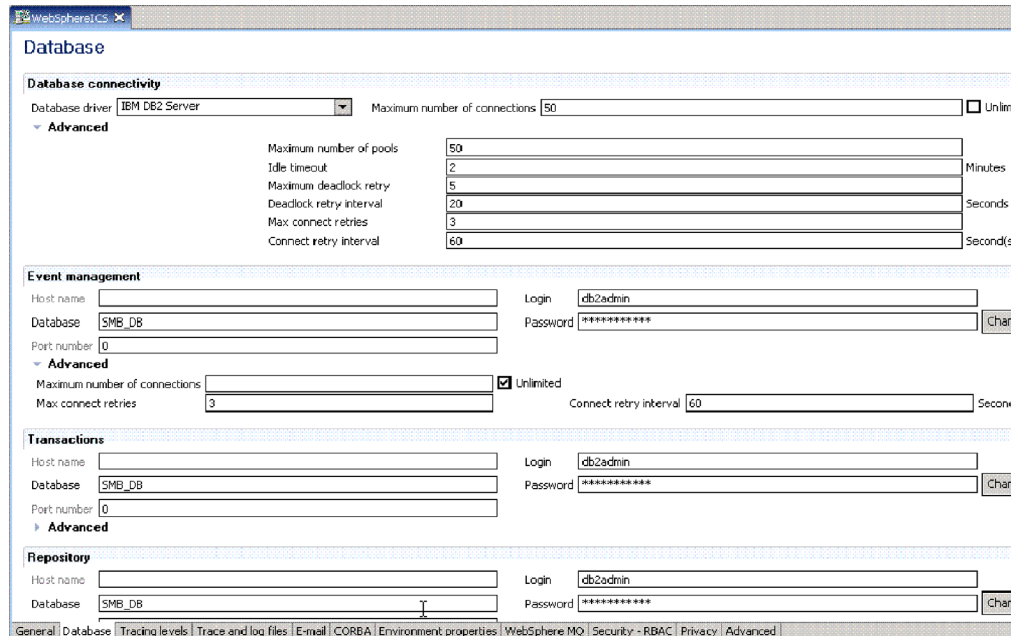 WebSphereICS
Database
Database connectivity
Database driver IBM DB2 Server Maximum number of connections 50
Advanced
Maximum number of pools 50
Idle timeout 2 Minutes
Maximum deadlock retry 5
Deadlock retry interval 20 Seconds
Max connect retries 3
Connect retry interval 60 Second(s
Event management
Host name Login db2admin
Database SMB_DB Password ***********
Port number 0
Advanced
Maximum number of connections Unlimited
Max connect retries 3 Connect retry interval 60
Transactions
Host name Login db2admin
Database SMB_DB Password ***********
Port number 0
Advanced
Repository
Host name Login db2admin
Database SMB_DB Password ***********
General Database Tracing levels Trace and log files E-mail CORBA Environment properties WebSphere MQ Security - RBAC Privacy Advanced